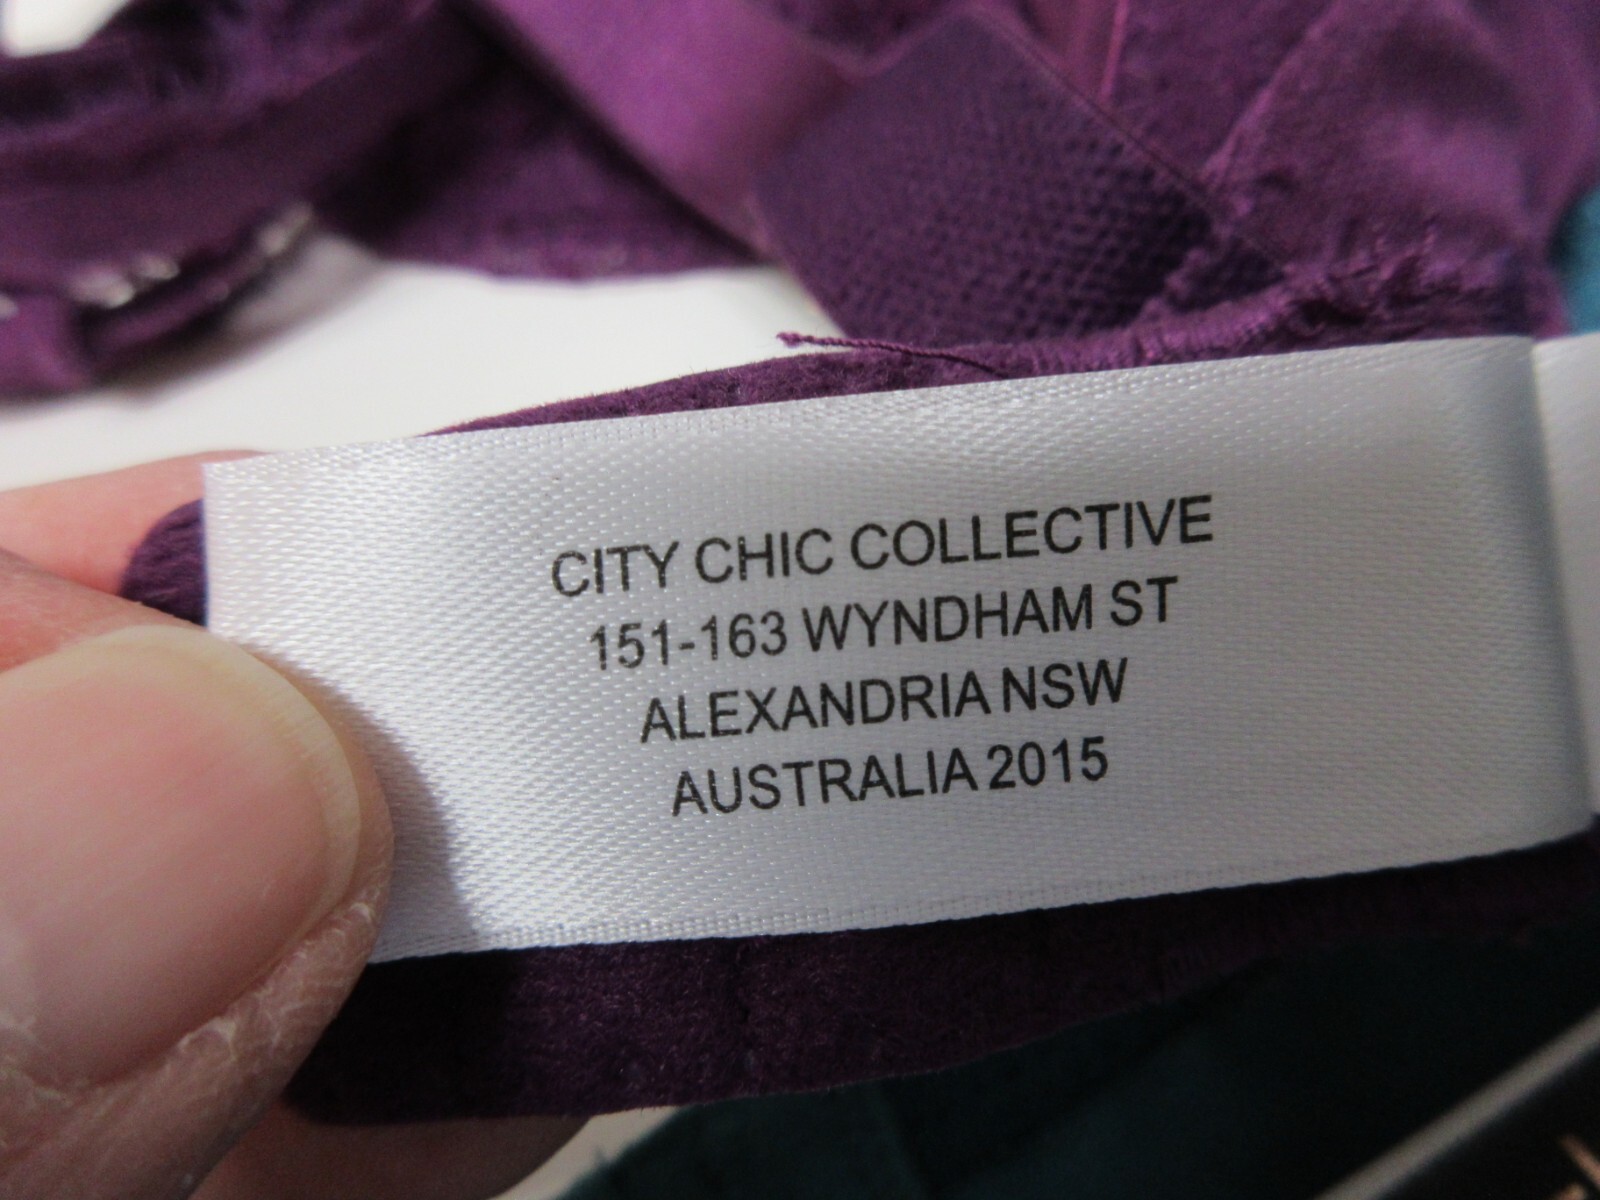 CITY CHIC COLLECTIVE
151-163 WYNDHAM ST
ALEXANDRIA NSW
AUSTRALIA 2015